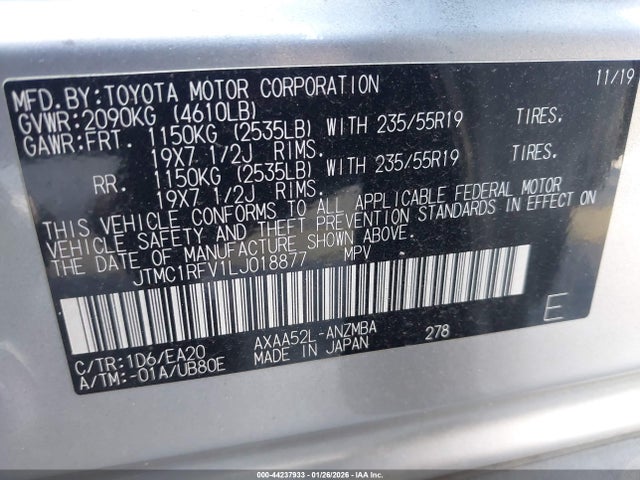 MFD.BY:TOYOTA MOTOR CORPORATION 11/19
GVWR:2090KG (4610LB)
GAWR:FRT. 1150KG (2535LB) WITH 235/55R19 TIRES.
19X7 1/2J RIMS.
RR. 1150KG (2535LB) WITH 235/55R19 TIRES.
19X7 1/2J RIMS.
THIS VEHICLE CONFORMS TO ALL APPLICABLE FEDERAL MOTOR
VEHICLE SAFETY AND THEFT PREVENTION STANDARDS IN EFFECT ON
THE DATE OF MANUFACTURE SHOWN ABOVE.
JTMC1RFV1LJ018877 MPV
E
C/TR:1D6/EA20 AXAA52L-ANZMBA 278
A/TM:-01A/UB80E MADE IN JAPAN
000-44237933 - 01/26/2026 - IAA Inc.